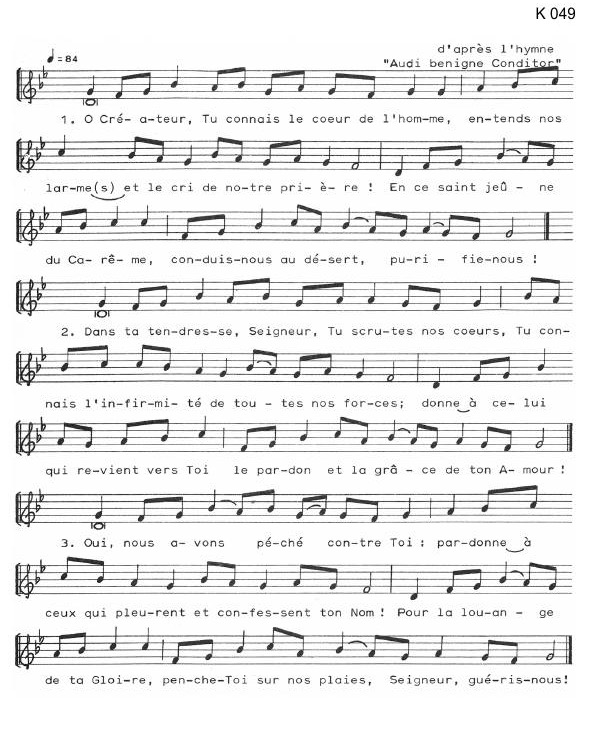 K 049
d'après l'hymne
= 84
"Audi benigne Conditor"
1. O Cré- a-teur, Tu connais le coeur de l'hom-me, en-tends nos
lar-me(s) et le cri de no-tre pri- è- re ! En ce saint jeû - ne
du Ca- rê- me, con-duis-nous au dé-sert, pu-ri - fie-nous !
2. Dans ta ten-dres-se, Seigneur, Tu scru-tes nos coeurs, Tu con-
nais l'in-fir-mi-té de tou - tes nos for-ces; donne à ce-lui
qui re-vient vers Toi le par-don et la grâ - ce de ton A-mour !
3. Oui, nous a- vons pé-ché con-tre Toi : par-donne à
ceux qui pleu-rent et con-fes-sent ton Nom ! Pour la lou-an - ge
de ta Gloi-re, pen-che-Toi sur nos plaies, Seigneur, gué-ris-nous!